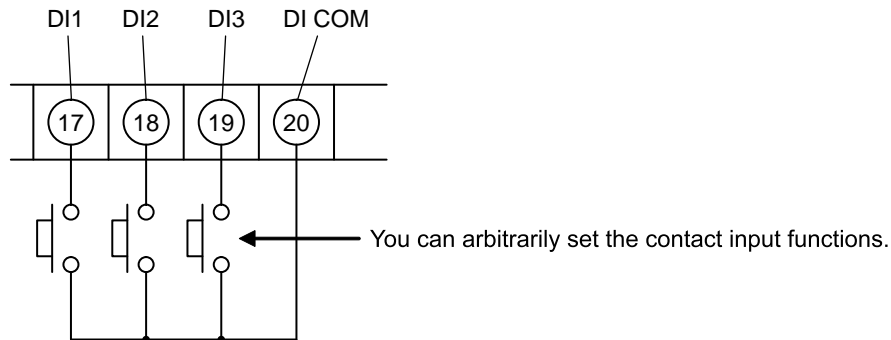 DI1 DI2 DI3 DI COM
17 18 19 20
You can arbitrarily set the contact input functions.